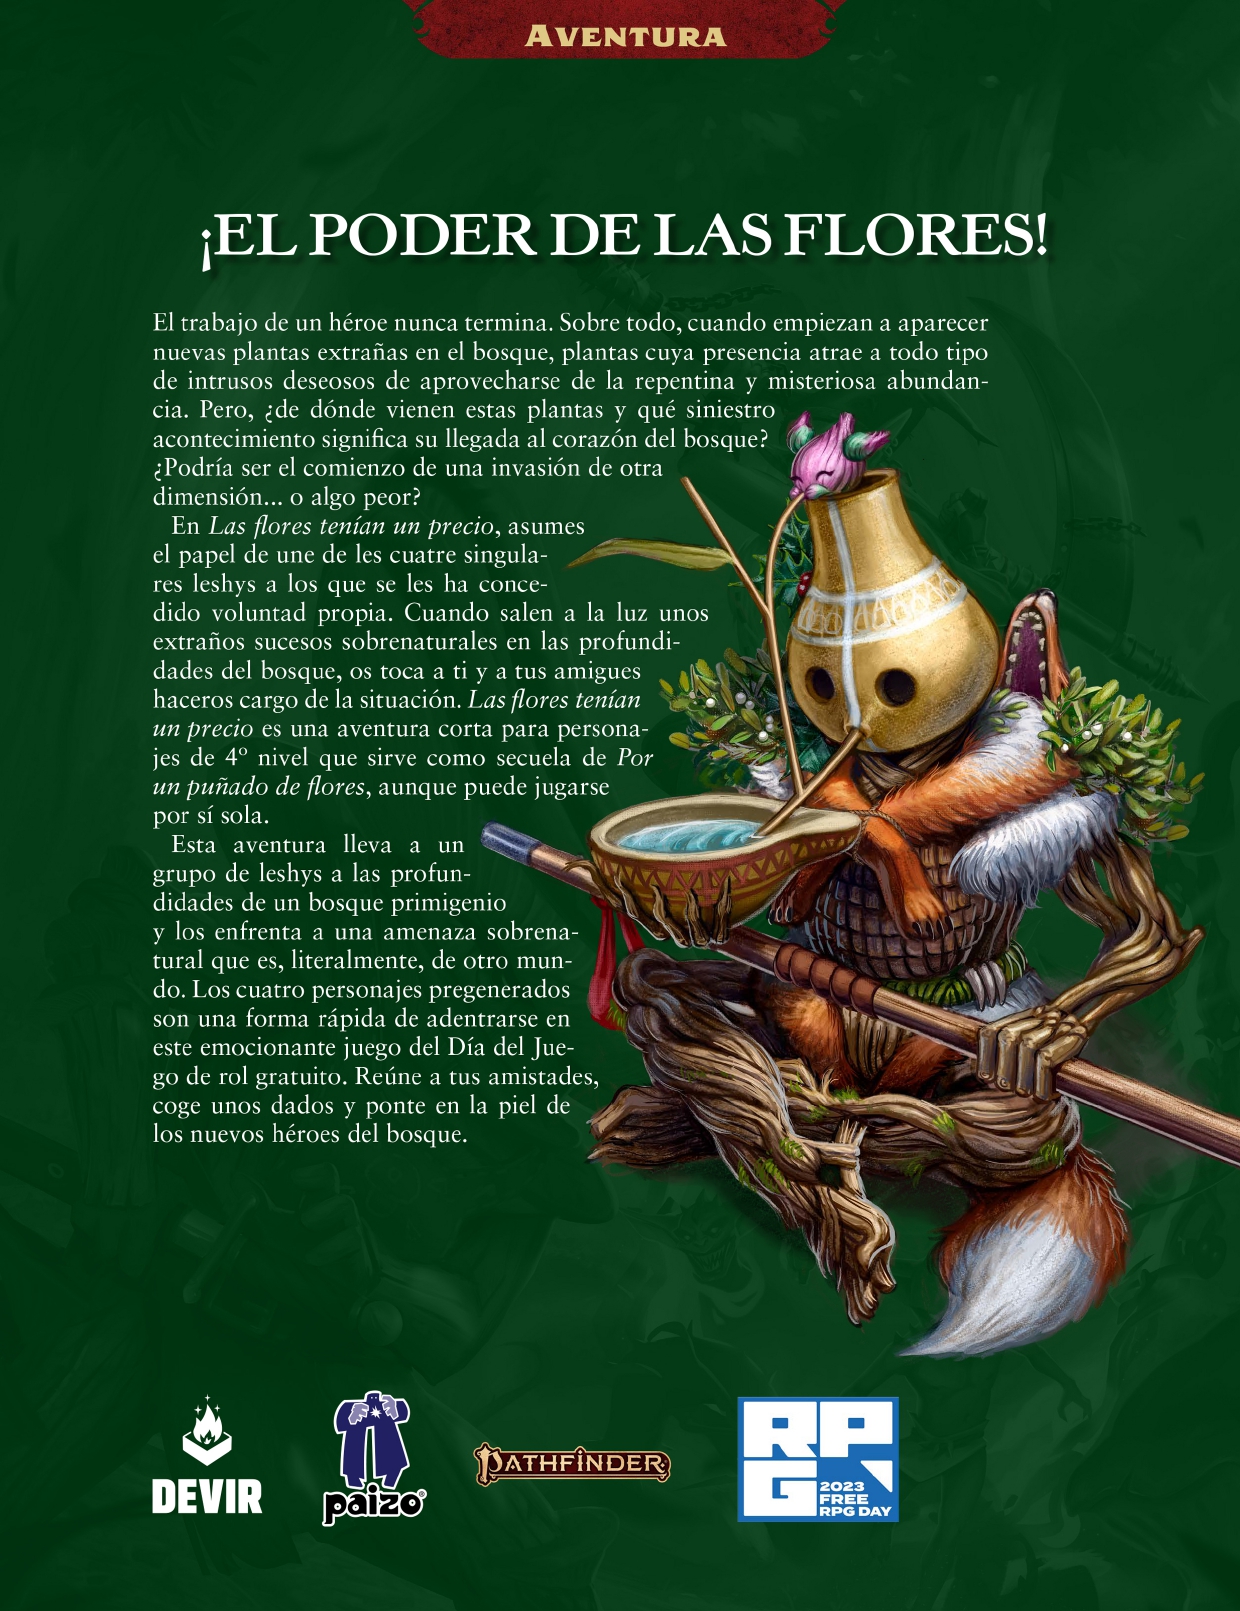 AVENTURA
¡EL PODER DE LAS FLORES!
El trabajo de un héroe nunca termina. Sobre todo, cuando empiezan a aparecer
nuevas plantas extrañas en el bosque, plantas cuya presencia atrae a todo tipo
de intrusos deseosos de aprovecharse de la repentina y misteriosa abundan-
cia. Pero, ¿de dónde vienen estas plantas y qué siniestro
acontecimiento significa su llegada al corazón del bosque?
¿Podría ser el comienzo de una invasión de otra
dimensión... o algo peor?
En Las flores tenían un precio, asumes
el papel de une de les cuatre singula-
res leshys a los que se les ha conce-
dido voluntad propia. Cuando salen a la luz unos
extraños sucesos sobrenaturales en las profundi-
dades del bosque, os toca a ti y a tus amigues
haceros cargo de la situación. Las flores tenían
un precio es una aventura corta para persona-
jes de 4º nivel que sirve como secuela de Por
un puñado de flores, aunque puede jugarse
por sí sola.
Esta aventura lleva a un
grupo de leshys a las profun-
didades de un bosque primigenio
y los enfrenta a una amenaza sobrena-
tural que es, literalmente, de otro mun-
do. Los cuatro personajes pregenerados
son una forma rápida de adentrarse en
este emocionante juego del Día del Jue-
go de rol gratuito. Reúne a tus amistades,
coge unos dados y ponte en la piel de
los nuevos héroes del bosque.
DEVIR
paizo®
PATHFINDER
RPG
2023
FREE
RPG DAY